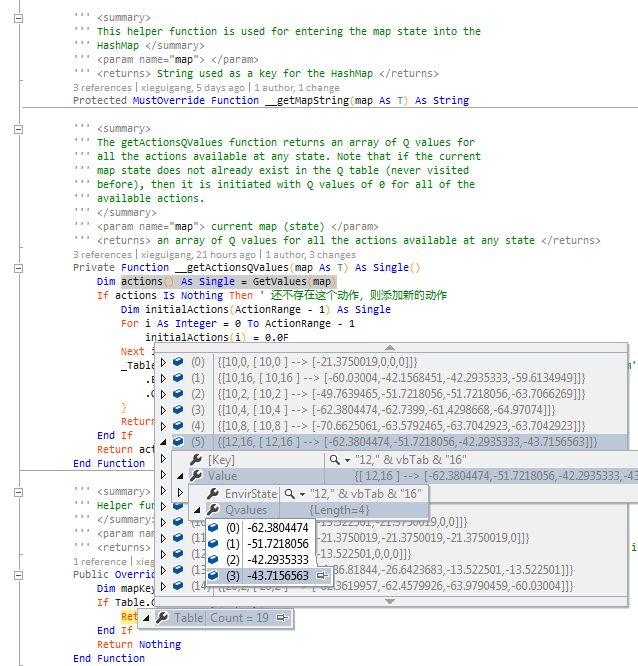 ''' <summary>
''' This helper function is used for entering the map state into the
''' HashMap </summary>
''' <param name="map"> </param>
''' <returns> String used as a key for the HashMap </returns>
3 references | xieguigang, 5 days ago | 1 author, 1 change
Protected MustOverride Function __getMapString(map As T) As String
''' <summary>
''' The getActionsQValues function returns an array of Q values for
''' all the actions available at any state. Note that if the current
''' map state does not already exist in the Q table (never visited
''' before), then it is initiated with Q values of 0 for all of the
''' available actions.
''' </summary>
''' <param name="map"> current map (state) </param>
''' <returns> an array of Q values for all the actions available at any state </returns>
3 references | xieguigang, 21 hours ago | 1 author, 3 changes
Private Function __getActionsQValues(map As T) As Single()
Dim actions() As Single = GetValues(map)
If actions Is Nothing Then ' 还不存在这个动作，则添加新的动作
Dim initialActions(ActionRange - 1) As Single
For i As Integer = 0 To ActionRange - 1
initialActions(i) = 0.0F
Next i
_Table
(0) {[10,0, [ 10,0 ] --> [-21.3750019,0,0,0]]}
(1) {[10,16, [ 10,16 ] --> [-60.03004,-42.1568451,-42.2935333,-59.6134949]]}
(2) {[10,2, [ 10,2 ] --> [-49.7639465,-51.7218056,-51.7218056,-63.7066269]]}
(3) {[10,4, [ 10,4 ] --> [-62.3804474,-62.7399,-61.4298668,-64.97074]]}
(4) {[10,8, [ 10,8 ] --> [-70.6625061,-63.5792465,-63.7042923,-63.7042923]]}
(5) {[12,16, [ 12,16 ] --> [-62.3804474,-51.7218056,-42.2935333,-43.7156563]]}
}
Return
End If
Return act
End Function
[Key] "12," & vbTab & "16"
Value {[ 12,16 ] --> [-62.3804474,-51.7218056,-42.2935333,-43
EnvirState "12," & vbTab & "16"
Qvalues {Length=4}
(0) -62.3804474
(1) -51.7218056
(2) -42.2935333
(3) -43.7156563
''' <summary>
''' Helper fu
''' </summary>
''' <param n
''' <returns>
1 reference | xie
-21.3750019,0,0]]}
-21.3750019,-21.3750019,-21.3750019,0]]}
-13.522501,0,0,0]]}
-36.81844,-26.6423683,-13.522501,-13.522501]]}
-62.4579926,-63.9790459,-60.03004]]}
Public Overrid
Dim mapKey
If Table.C
Ret
Table Count = 19
End If
Return Nothing
End Function